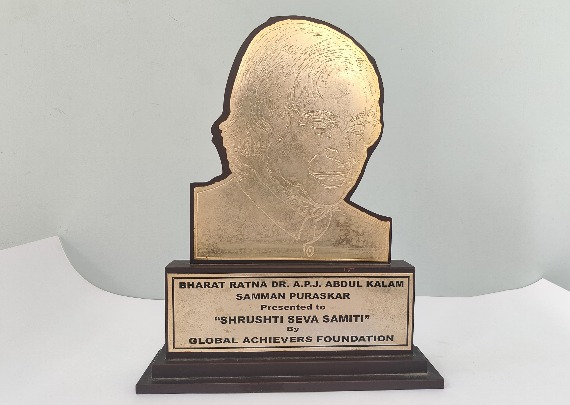 BHARAT RATNA DR. A.P.J. ABDUL KALAM
SAMMAN PURASKAR
Presented to
"SHRUSHTI SEVA SAMITI"
By
GLOBAL ACHIEVERS FOUNDATION